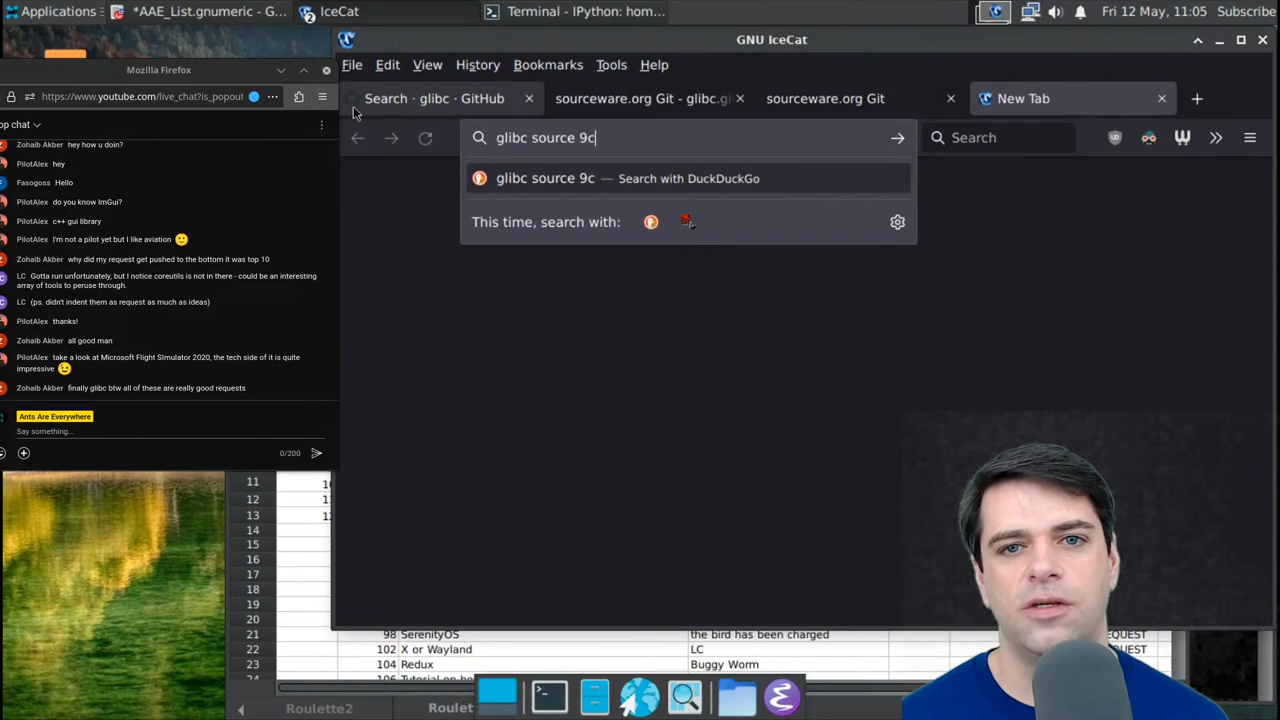 Applications
*AAE_List.gnumeric - G...
2
IceCat
Terminal - IPython: hom...
Fri 12 May, 11:05
Subscribe
GNU IceCat
Mozilla Firefox
File Edit View History Bookmarks Tools Help
https://www.youtube.com/live_chat?is_popout
Search · glibc · GitHub
sourceware.org Git - glibc.gi
sourceware.org Git
New Tab
op chat
glibc source 9c
Search
glibc source 9c — Search with DuckDuckGo
This time, search with:
Zohaib Akber hey how u doin?
PilotAlex hey
Fasogoss Hello
PilotAlex do you know ImGui?
PilotAlex c++ gui library
PilotAlex I'm not a pilot yet but I like aviation
Zohaib Akber why did my request get pushed to the bottom it was top 10
LC Gotta run unfortunately, but I notice coreutils is not in there - could be an interesting
array of tools to peruse through.
LC (ps. didn't indent them as request as much as ideas)
PilotAlex thanks!
Zohaib Akber all good man
PilotAlex take a look at Microsoft Flight SImulator 2020, the tech side of it is quite
impressive
Zohaib Akber finally glibc btw all of these are really good requests
Ants Are Everywhere
Say something...
0/200
11
12
13
14
15
16
17
18
19
20
21 98 SerenityOS the bird has been charged QUEST
22 102 X or Wayland LC QUEST
23 104 Redux Buggy Worm QUEST
Roulette2
Roulet